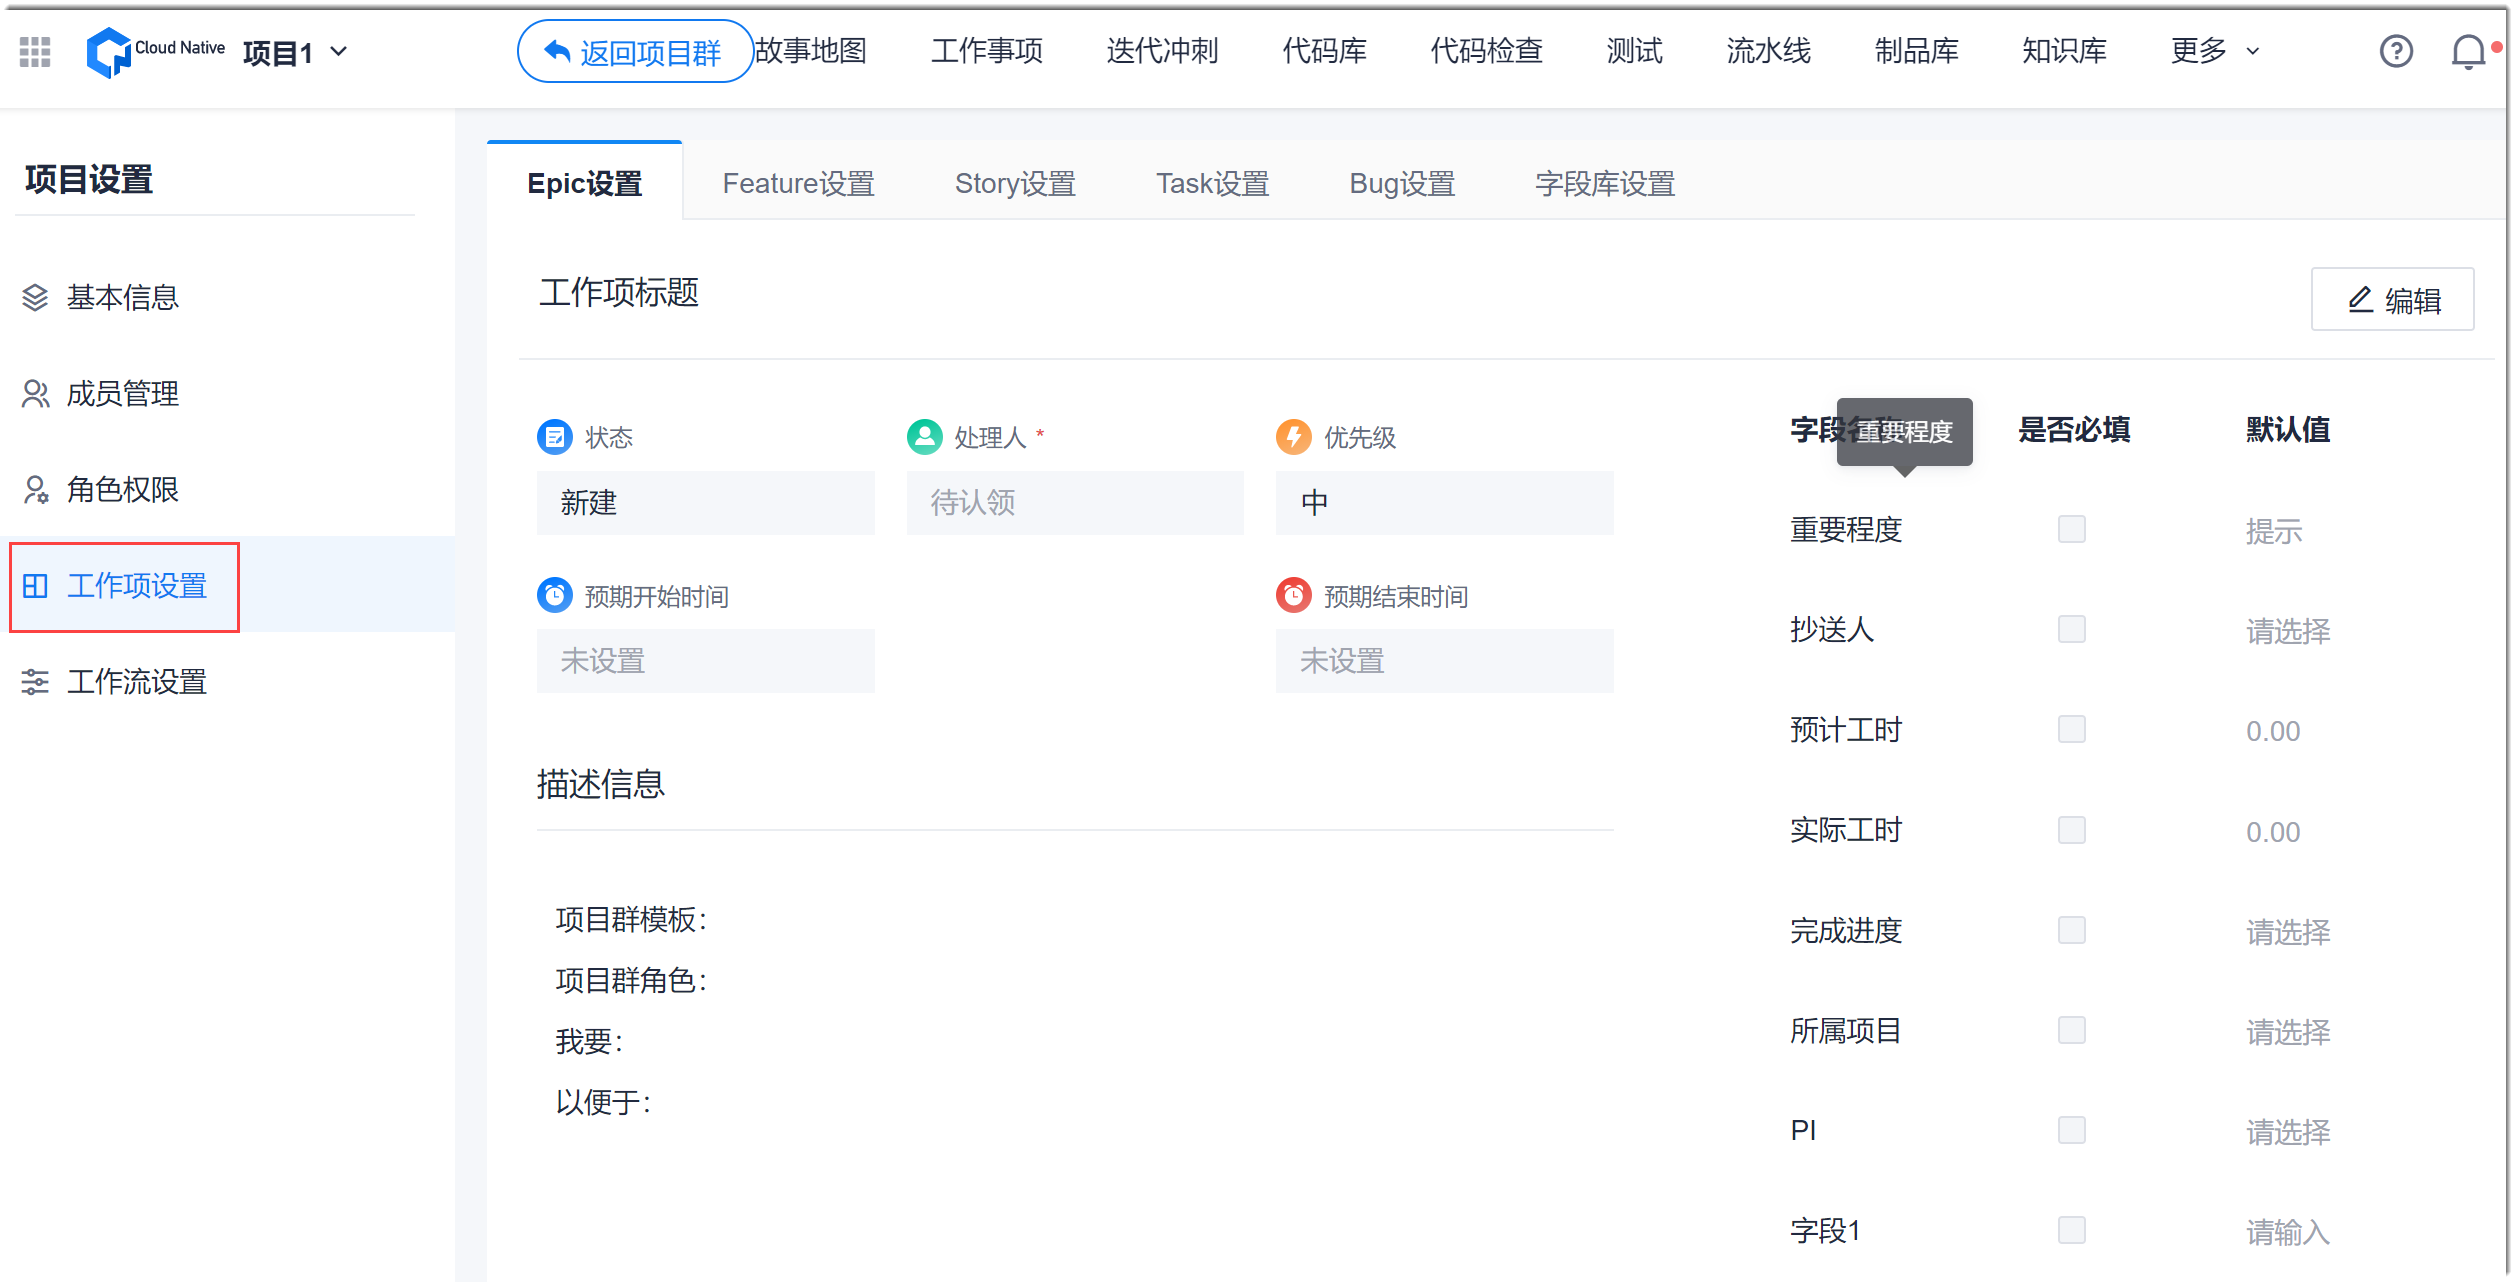 Cloud Native 项目1 返回项目群 故事地图 工作事项 迭代冲刺 代码库 代码检查 测试 流水线 制品库 知识库 更多
项目设置
基本信息
成员管理
角色权限
工作项设置
工作流设置
Epic设置 Feature设置 Story设置 Task设置 Bug设置 字段库设置
工作项标题 编辑
状态 处理人 * 优先级
新建 待认领 中
预期开始时间 预期结束时间
未设置 未设置
描述信息
项目群模板：
项目群角色：
我要：
以便于：
重要程度
字段名称 是否必填 默认值
重要程度 提示
抄送人 请选择
预计工时 0.00
实际工时 0.00
完成进度 请选择
所属项目 请选择
PI 请选择
字段1 请输入